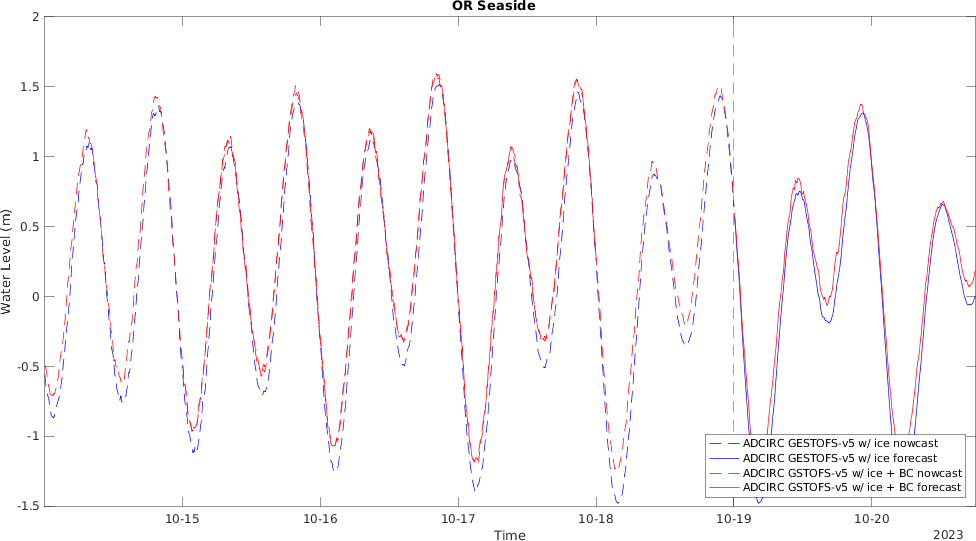 OR Seaside
2
1.5
1
0.5
0
-0.5
-1
-1.5
Water Level (m)
ADCIRC GESTOFS-v5 w/ ice nowcast
ADCIRC GESTOFS-v5 w/ ice forecast
ADCIRC GSTOFS-v5 w/ ice + BC nowcast
ADCIRC GSTOFS-v5 w/ ice + BC forecast
10-15 10-16 10-17 10-18 10-19 10-20
Time
2023